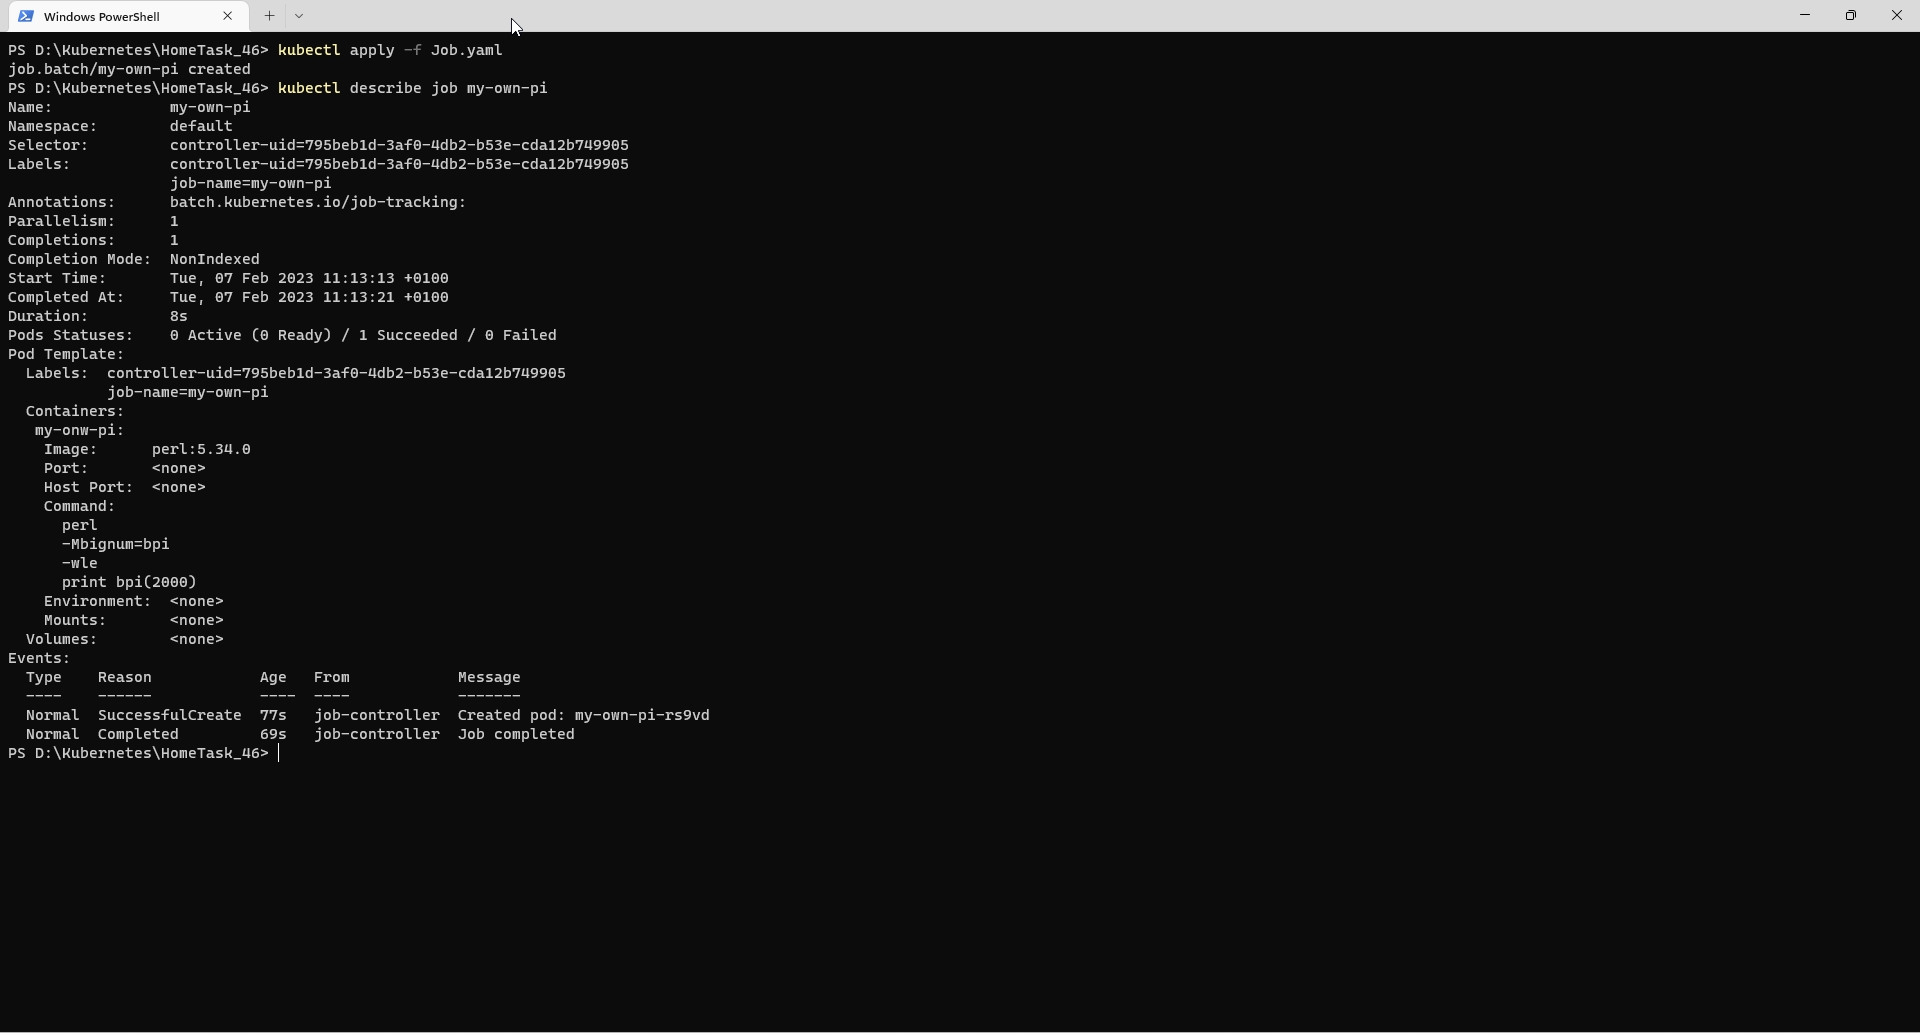 Windows PowerShell
PS D:\Kubernetes\HomeTask_46> kubectl apply -f Job.yaml
job.batch/my-own-pi created
PS D:\Kubernetes\HomeTask_46> kubectl describe job my-own-pi
Name:             my-own-pi
Namespace:        default
Selector:         controller-uid=795beb1d-3af0-4db2-b53e-cda12b749905
Labels:           controller-uid=795beb1d-3af0-4db2-b53e-cda12b749905
                  job-name=my-own-pi
Annotations:      batch.kubernetes.io/job-tracking:
Parallelism:      1
Completions:      1
Completion Mode:  NonIndexed
Start Time:       Tue, 07 Feb 2023 11:13:13 +0100
Completed At:     Tue, 07 Feb 2023 11:13:21 +0100
Duration:         8s
Pods Statuses:    0 Active (0 Ready) / 1 Succeeded / 0 Failed
Pod Template:
  Labels:  controller-uid=795beb1d-3af0-4db2-b53e-cda12b749905
           job-name=my-own-pi
  Containers:
   my-onw-pi:
    Image:      perl:5.34.0
    Port:       <none>
    Host Port:  <none>
    Command:
      perl
      -Mbignum=bpi
      -wle
      print bpi(2000)
    Environment:  <none>
    Mounts:       <none>
  Volumes:        <none>
Events:
  Type    Reason            Age   From            Message
  ----    ------            ----  ----            -------
  Normal  SuccessfulCreate  77s   job-controller  Created pod: my-own-pi-rs9vd
  Normal  Completed         69s   job-controller  Job completed
PS D:\Kubernetes\HomeTask_46>